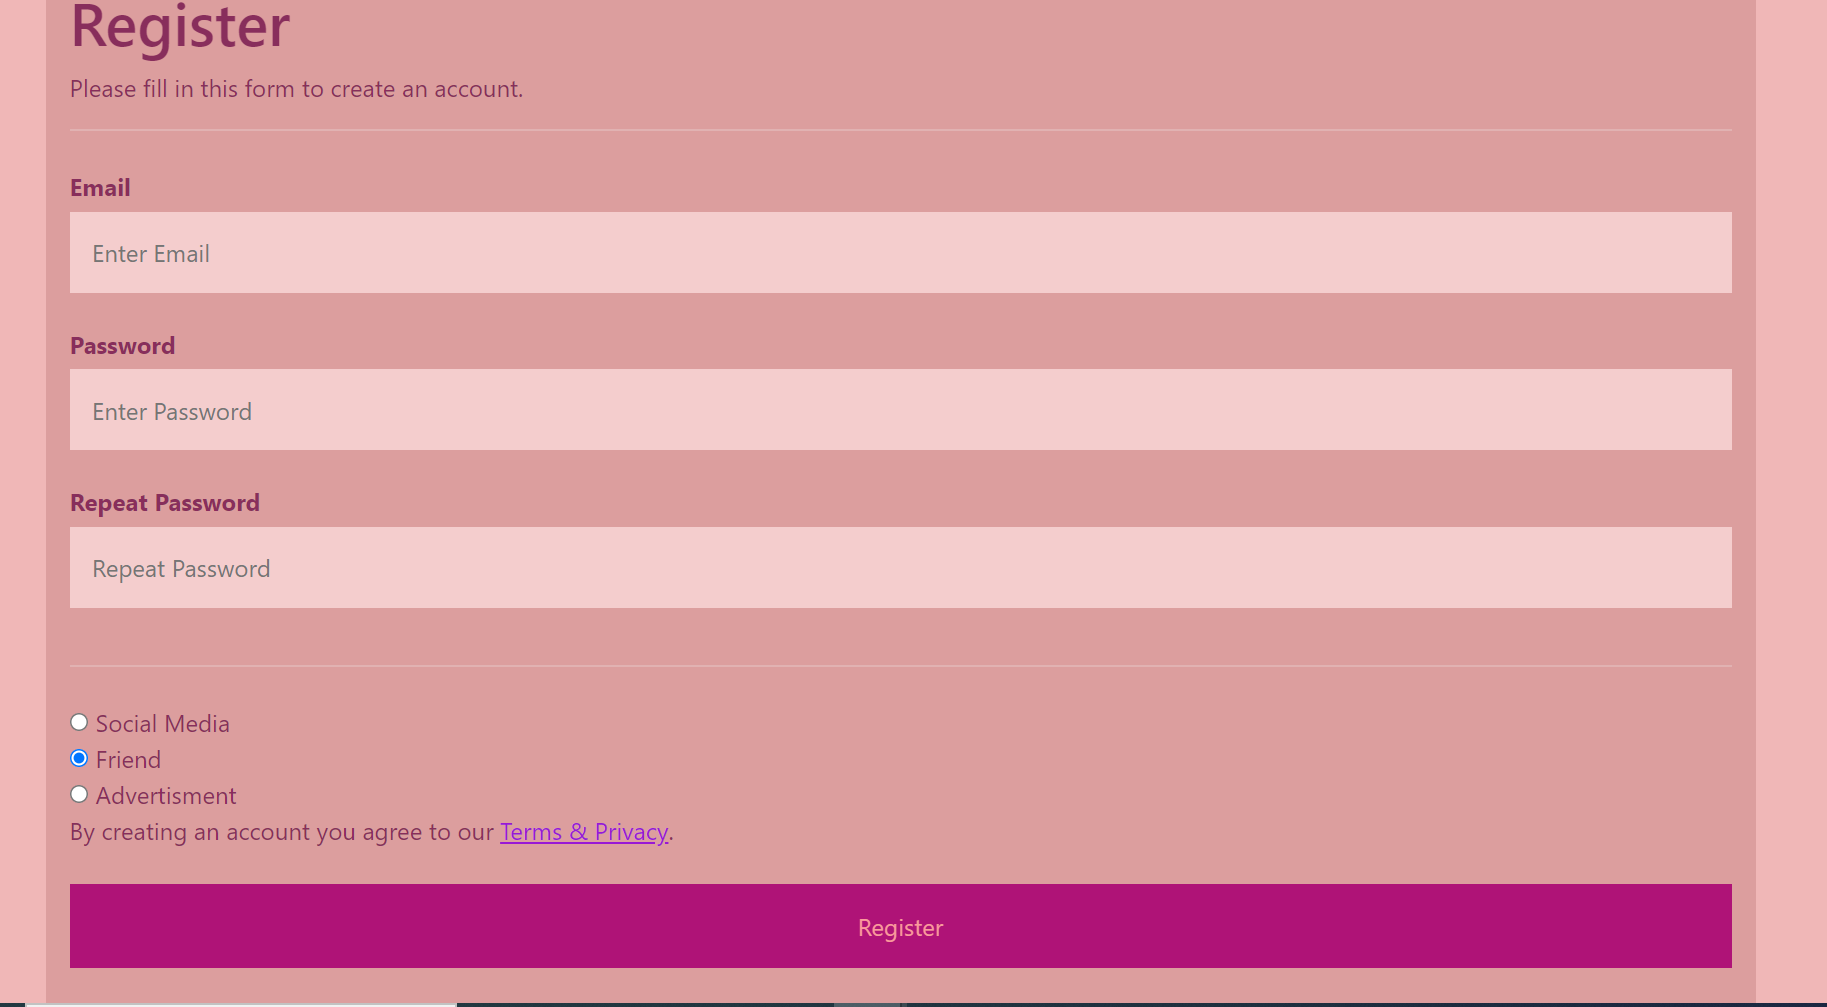 Register
Please fill in this form to create an account.
Email
Enter Email
Password
Enter Password
Repeat Password
Repeat Password
Social Media
Friend
Advertisment
By creating an account you agree to our Terms & Privacy.
Register